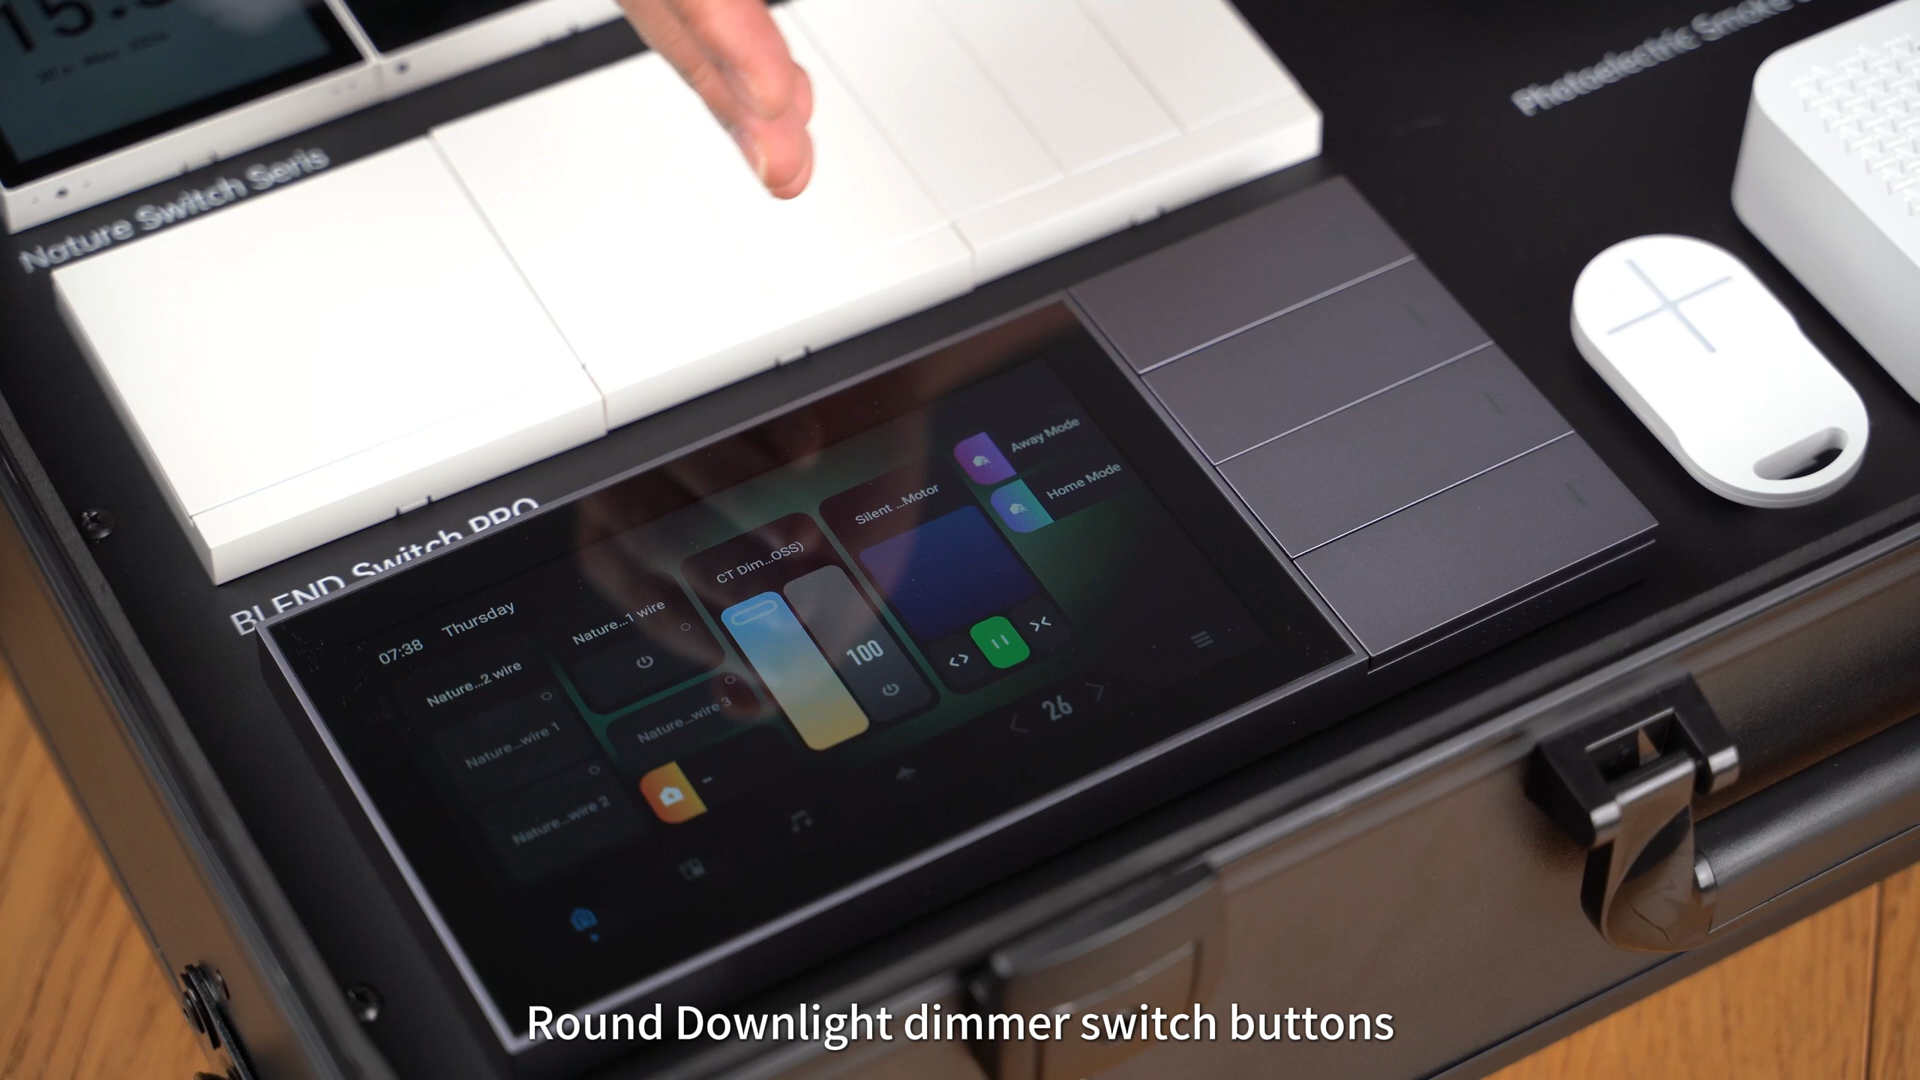 Photoelectric Smoke
Nature Switch Seris
BLEND Switch PRO
07:38 Thursday
Nature...2 wire
Nature...wire 1
Nature...wire 2
Nature...1 wire
Nature...wire 3
CT Dim...OSS)
100
Silent ...Motor
Away Mode
Home Mode
26
Round Downlight dimmer switch buttons